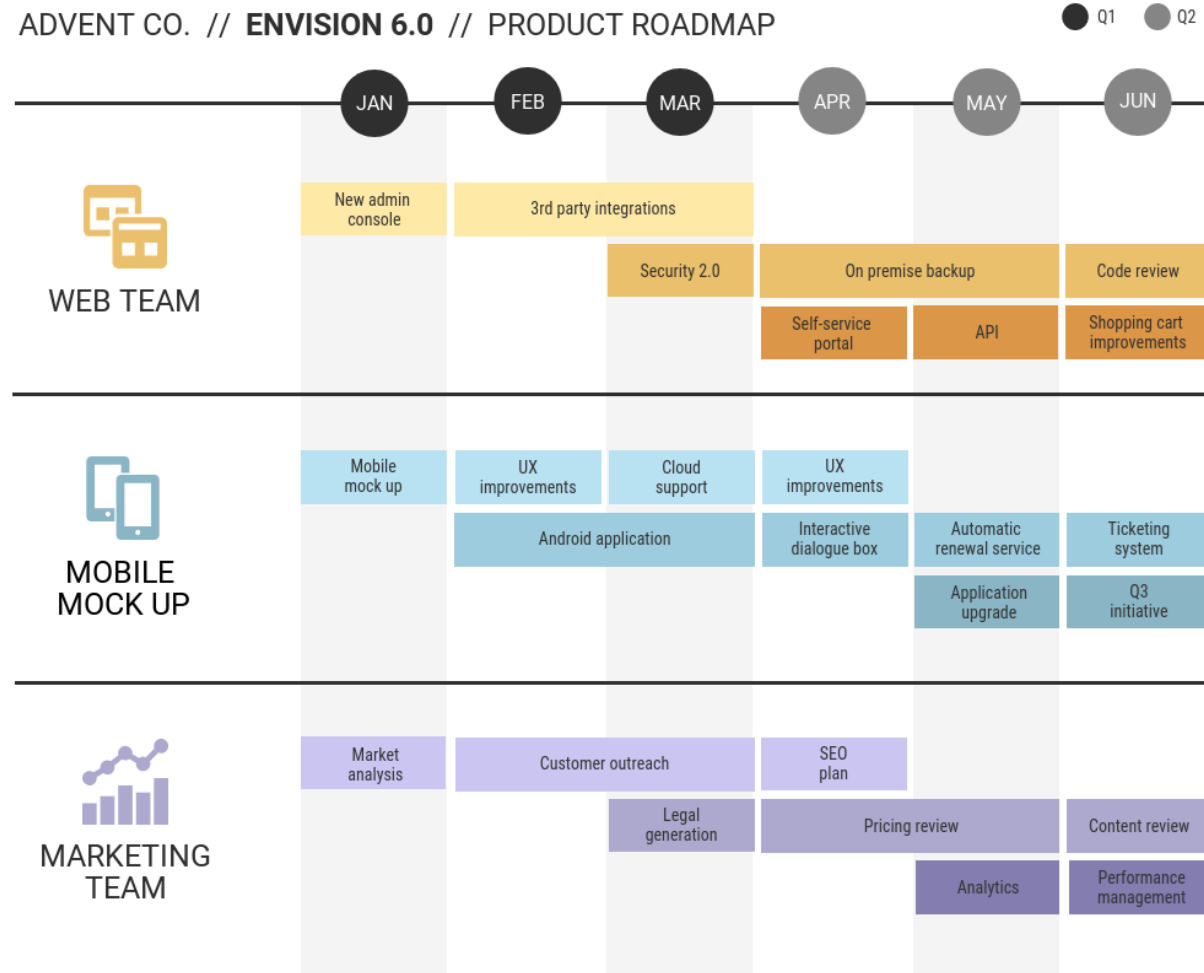 ADVENT CO. // ENVISION 6.0 // PRODUCT ROADMAP
Q1
Q2
JAN
FEB
MAR
APR
MAY
JUN
WEB TEAM
New admin
console
3rd party integrations
Security 2.0
On premise backup
Code review
Self-service
portal
API
Shopping cart
improvements
MOBILE
MOCK UP
Mobile
mock up
UX
improvements
Cloud
support
UX
improvements
Android application
Interactive
dialogue box
Automatic
renewal service
Ticketing
system
Application
upgrade
Q3
initiative
MARKETING
TEAM
Market
analysis
Customer outreach
SEO
plan
Legal
generation
Pricing review
Content review
Analytics
Performance
management